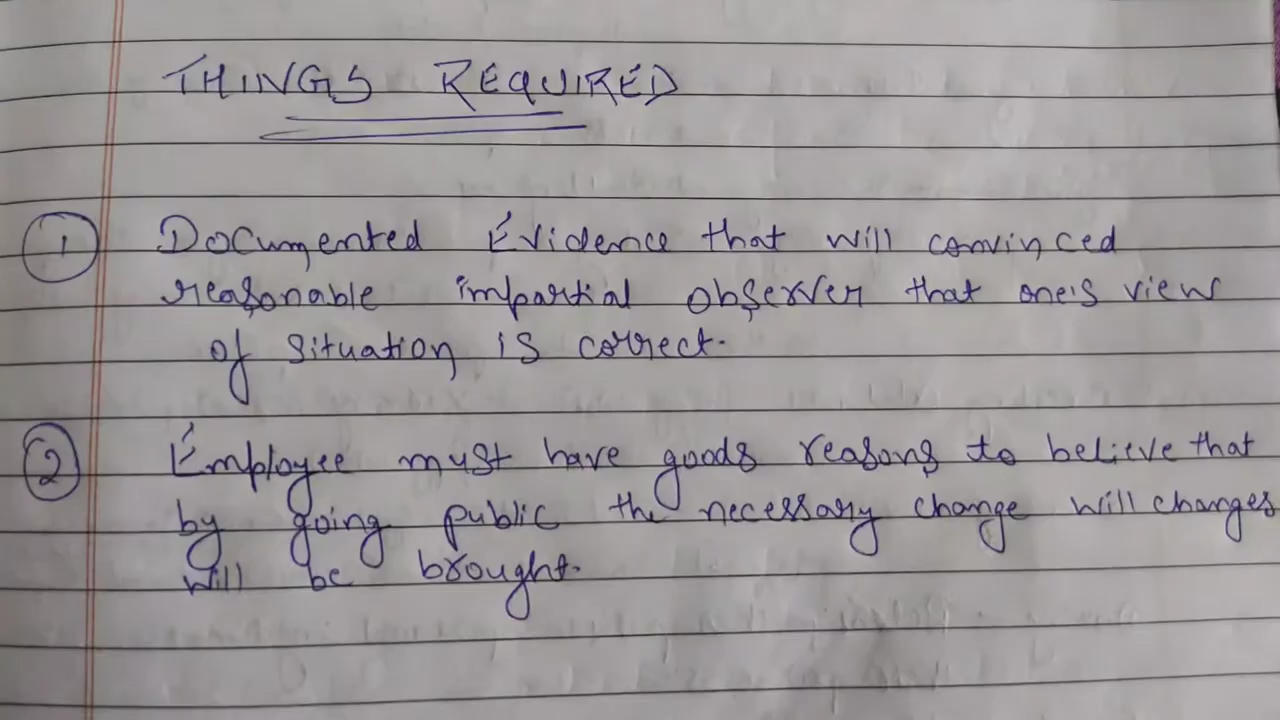 THINGS REQUIRED
1 Documented Evidence that will convinced
reasonable impartial observer that one's view
of situation is correct.
2 Employee must have goods reasons to believe that
by going public the necessary change will changes
will be brought.